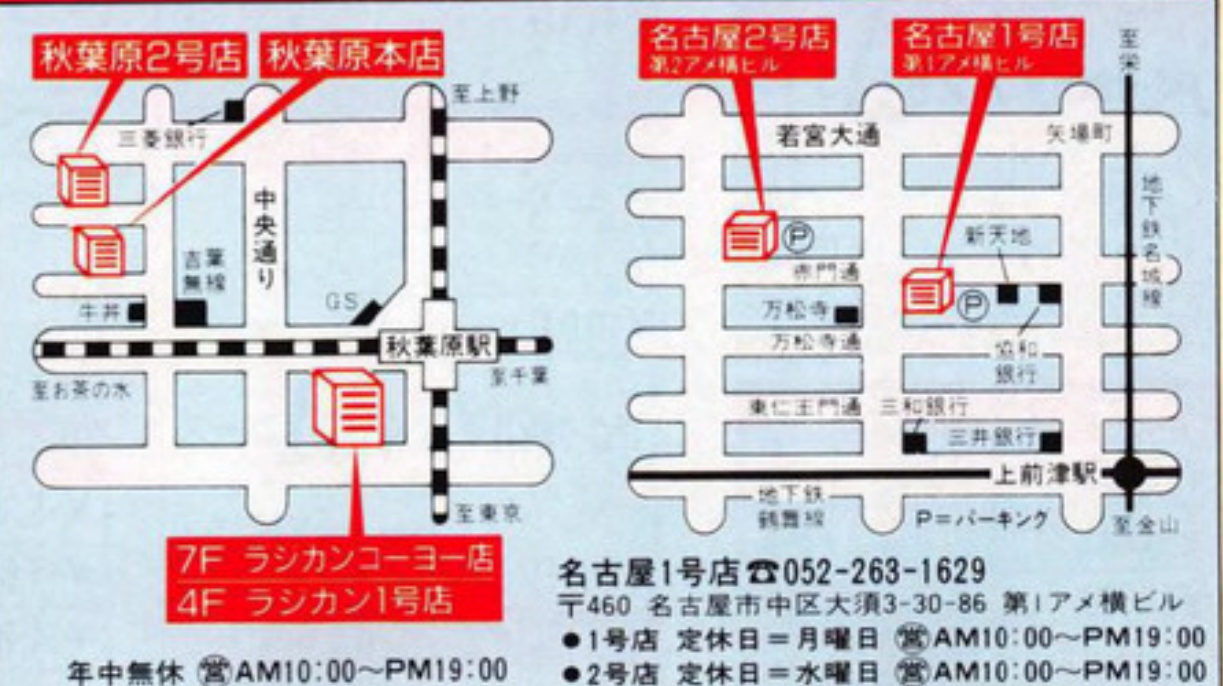 秋葉原2号店
秋葉原本店
至上野
三菱銀行
中央通り
吉葉
無線
牛丼
GS
秋葉原駅
至お茶の水
至千葉
至東京
7F ラジカンコーヨー店
4F ラジカン1号店
年中無休 ㊂AM10:00〜PM19:00
名古屋2号店
第2アメ横ビル
名古屋1号店
第1アメ横ビル
至栄
若宮大通
矢場町
地下鉄名城線
新天地
赤門通
万松寺
万松寺通
協和
銀行
東仁王門通
三和銀行
三井銀行
上前津駅
地下鉄
鶴舞線
P=パーキング
至金山
P
P
名古屋1号店☎052-263-1629
〒460 名古屋市中区大須3-30-86 第1アメ横ビル
●1号店 定休日=月曜日 ㊡AM10:00〜PM19:00
●2号店 定休日=水曜日 ㊡AM10:00〜PM19:00